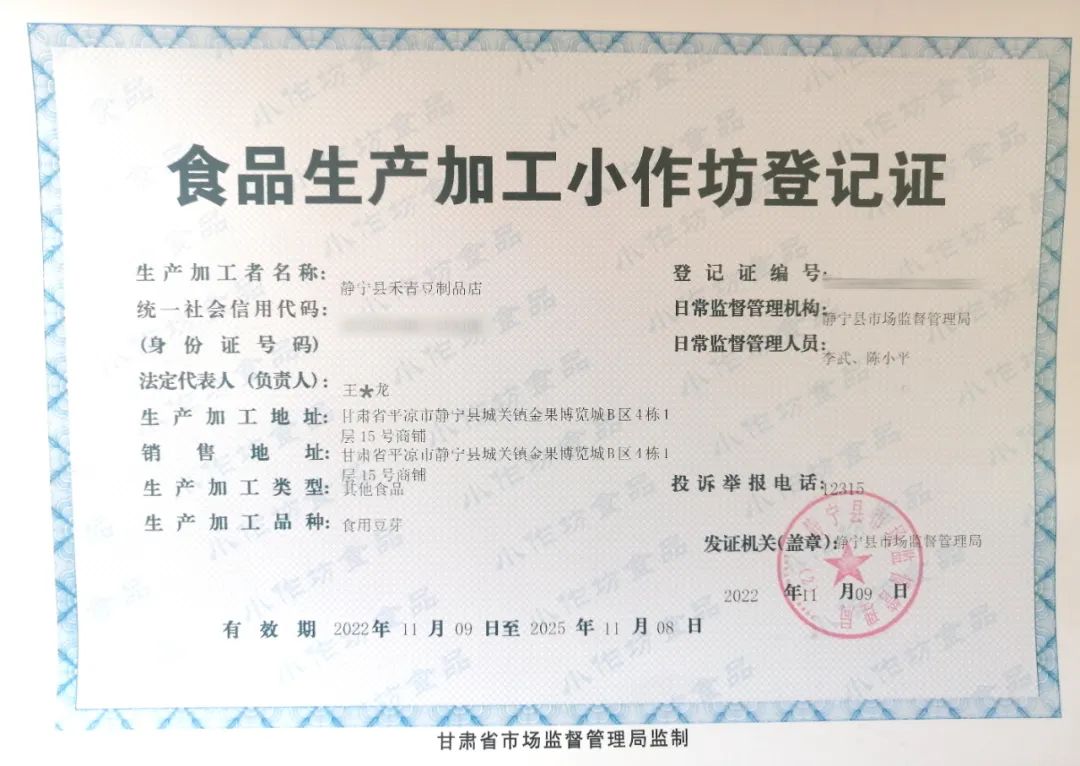 食品生产加工小作坊登记证
生产加工者名称: 静宁县禾青豆制品店
统一社会信用代码:
(身份证号码)
法定代表人(负责人): 王★龙
生产加工地址: 甘肃省平凉市静宁县城关镇金果博览城B区4栋1
层15号商铺
销售地址: 甘肃省平凉市静宁县城关镇金果博览城B区4栋1
层15号商铺
生产加工类型: 其他食品
生产加工品种: 食用豆芽
登记证编号:
日常监督管理机构: 静宁县市场监督管理局
日常监督管理人员: 李武、陈小平
投诉举报电话: 12315
发证机关(盖章): 静宁县市场监督管理局
2022 年11 月09 日
有效期 2022年 11 月 09 日至 2025 年 11 月 08 日
甘肃省市场监督管理局监制